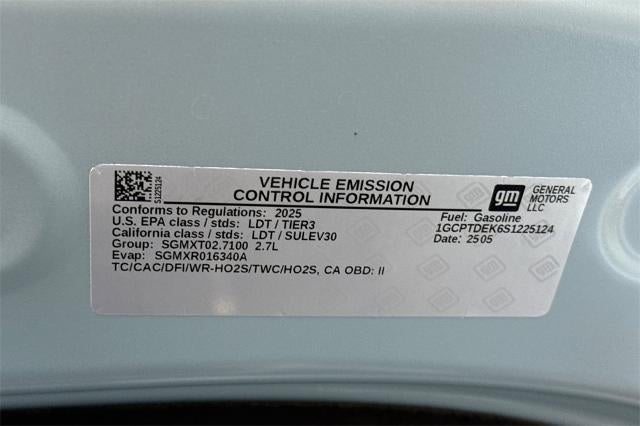 S1225124
VEHICLE EMISSION
CONTROL INFORMATION
gm
GENERAL
MOTORS
LLC
Conforms to Regulations: 2025
U.S. EPA class / stds: LDT / TIER3
California class / stds: LDT / SULEV30
Group: SGMXT02.7100 2.7L
Evap: SGMXR016340A
TC/CAC/DFI/WR-HO2S/TWC/HO2S, CA OBD: II
Fuel: Gasoline
1GCPTDEK6S1225124
Date: 2505